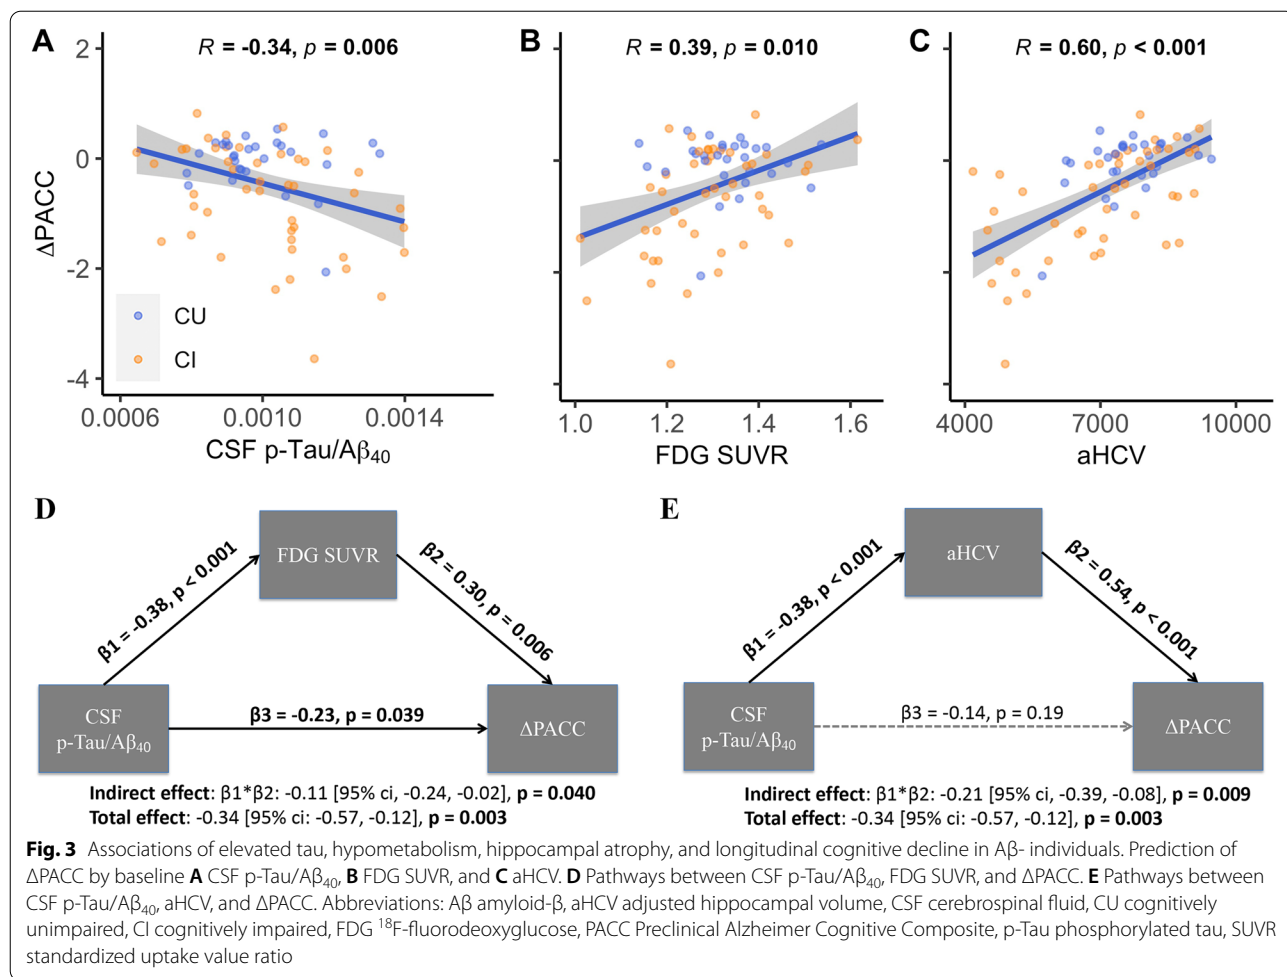 A
R = -0.34, p = 0.006
B
R = 0.39, p = 0.010
C
R = 0.60, p < 0.001
2
0
-2
-4
ΔPACC
CU
CI
0.0006 0.0010 0.0014
CSF p-Tau/Aβ40
1.0 1.2 1.4 1.6
FDG SUVR
4000 7000 10000
aHCV
D
FDG SUVR
β1 = -0.38, p < 0.001
β2 = 0.30, p = 0.006
CSF
p-Tau/Aβ40
β3 = -0.23, p = 0.039
ΔPACC
Indirect effect: β1*β2: -0.11 [95% ci, -0.24, -0.02], p = 0.040
Total effect: -0.34 [95% ci: -0.57, -0.12], p = 0.003
E
aHCV
β1 = -0.38, p < 0.001
β2 = 0.54, p < 0.001
CSF
p-Tau/Aβ40
β3 = -0.14, p = 0.19
ΔPACC
Indirect effect: β1*β2: -0.21 [95% ci, -0.39, -0.08], p = 0.009
Total effect: -0.34 [95% ci: -0.57, -0.12], p = 0.003
Fig. 3 Associations of elevated tau, hypometabolism, hippocampal atrophy, and longitudinal cognitive decline in Aβ- individuals. Prediction of
ΔPACC by baseline A CSF p-Tau/Aβ40, B FDG SUVR, and C aHCV. D Pathways between CSF p-Tau/Aβ40, FDG SUVR, and ΔPACC. E Pathways between
CSF p-Tau/Aβ40, aHCV, and ΔPACC. Abbreviations: Aβ amyloid-β, aHCV adjusted hippocampal volume, CSF cerebrospinal fluid, CU cognitively
unimpaired, CI cognitively impaired, FDG 18F-fluorodeoxyglucose, PACC Preclinical Alzheimer Cognitive Composite, p-Tau phosphorylated tau, SUVR
standardized uptake value ratio